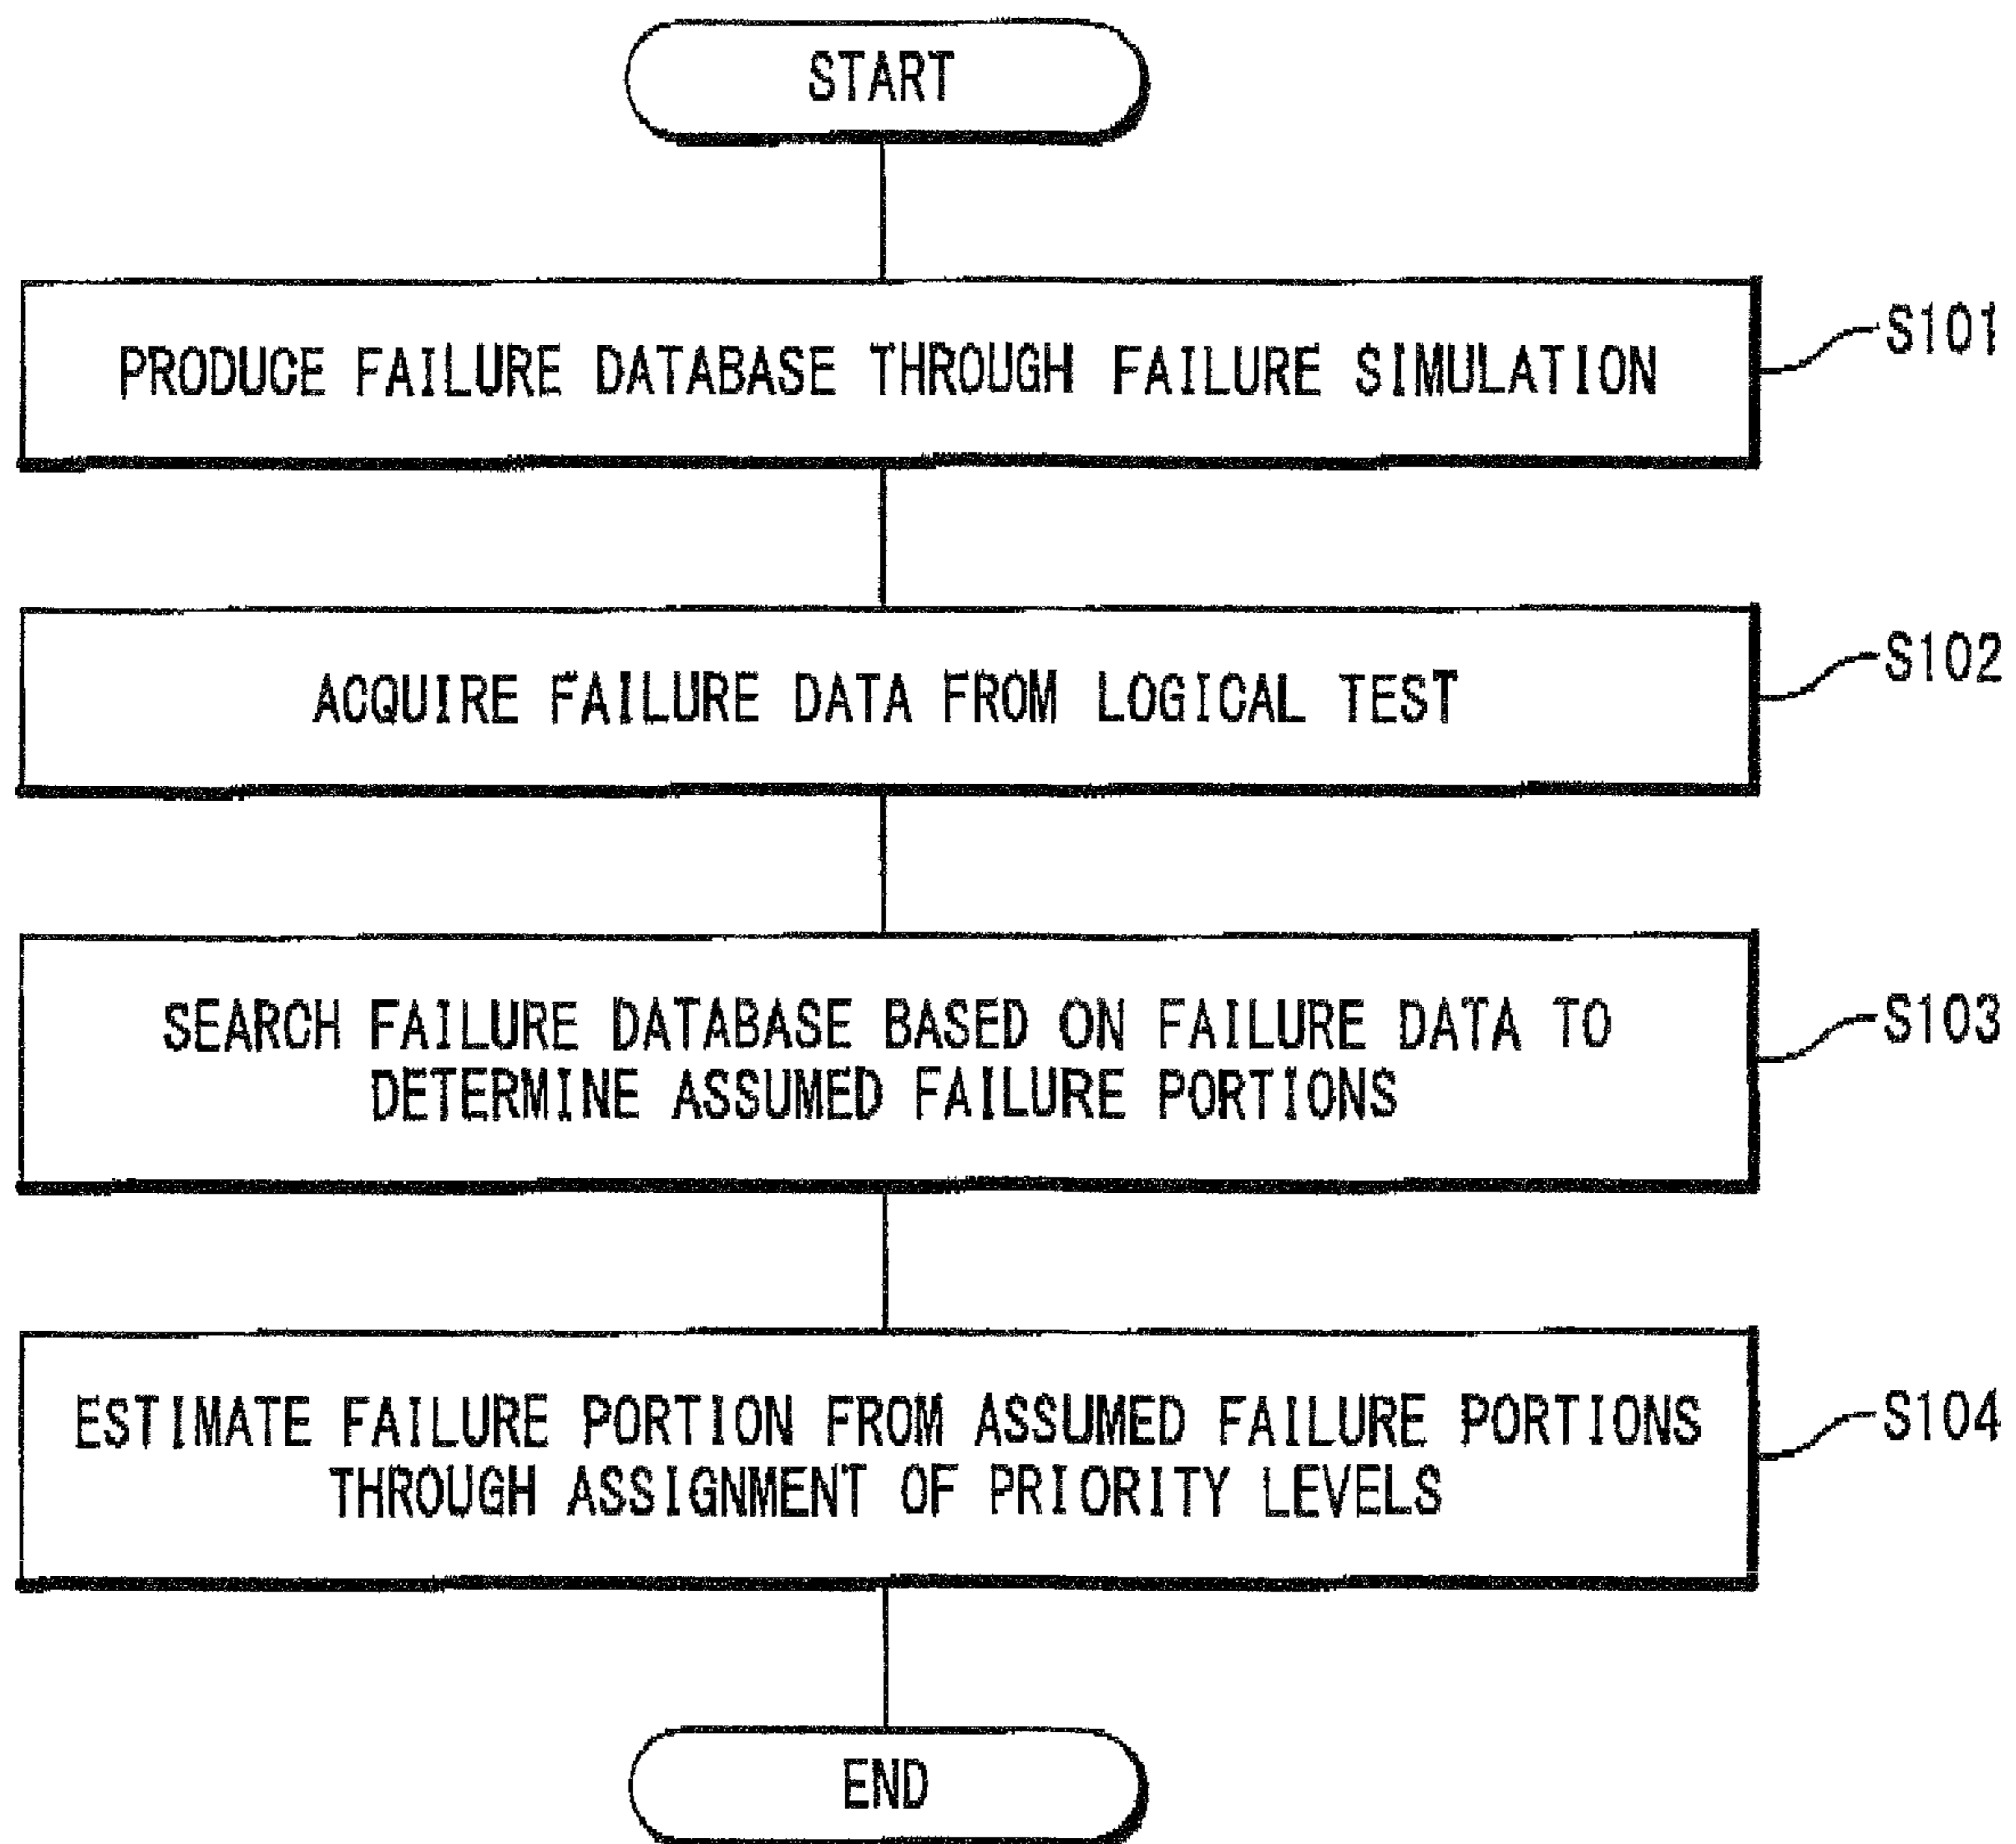 START
PRODUCE FAILURE DATABASE THROUGH FAILURE SIMULATION
S101
ACQUIRE FAILURE DATA FROM LOGICAL TEST
S102
SEARCH FAILURE DATABASE BASED ON FAILURE DATA TO
DETERMINE ASSUMED FAILURE PORTIONS
S103
ESTIMATE FAILURE PORTION FROM ASSUMED FAILURE PORTIONS
THROUGH ASSIGNMENT OF PRIORITY LEVELS
S104
END